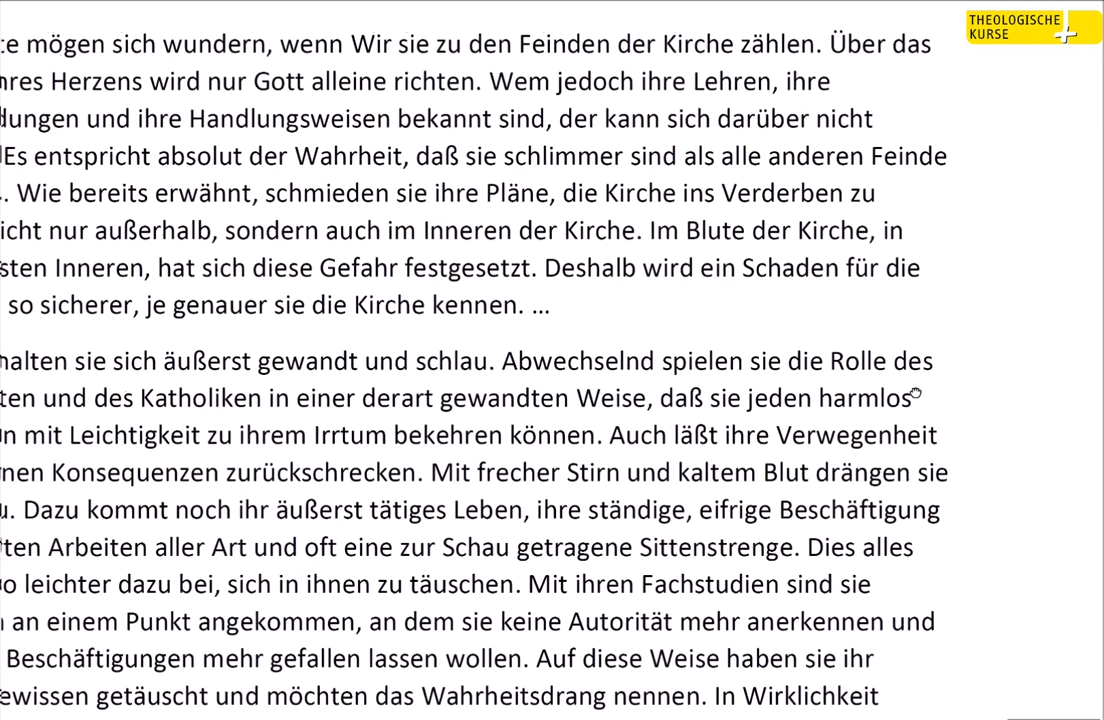 THEOLOGISCHE
KURSE
mögen sich wundern, wenn Wir sie zu den Feinden der Kirche zählen. Über das
Herzens wird nur Gott alleine richten. Wem jedoch ihre Lehren, ihre
und ihre Handlungsweisen bekannt sind, der kann sich darüber nicht
Es entspricht absolut der Wahrheit, daß sie schlimmer sind als alle anderen Feinde
. Wie bereits erwähnt, schmieden sie ihre Pläne, die Kirche ins Verderben zu
nur außerhalb, sondern auch im Inneren der Kirche. Im Blute der Kirche, in
Inneren, hat sich diese Gefahr festgesetzt. Deshalb wird ein Schaden für die
so sicherer, je genauer sie die Kirche kennen. ...
sie sich äußerst gewandt und schlau. Abwechselnd spielen sie die Rolle des
und des Katholiken in einer derart gewandten Weise, daß sie jeden harmlos
mit Leichtigkeit zu ihrem Irrtum bekehren können. Auch läßt ihre Verwegenheit
Konsequenzen zurückschrecken. Mit frecher Stirn und kaltem Blut drängen sie
. Dazu kommt noch ihr äußerst tätiges Leben, ihre ständige, eifrige Beschäftigung
Arbeiten aller Art und oft eine zur Schau getragene Sittenstrenge. Dies alles
leichter dazu bei, sich in ihnen zu täuschen. Mit ihren Fachstudien sind sie
an einem Punkt angekommen, an dem sie keine Autorität mehr anerkennen und
Beschäftigungen mehr gefallen lassen wollen. Auf diese Weise haben sie ihr
getäuscht und möchten das Wahrheitsdrang nennen. In Wirklichkeit